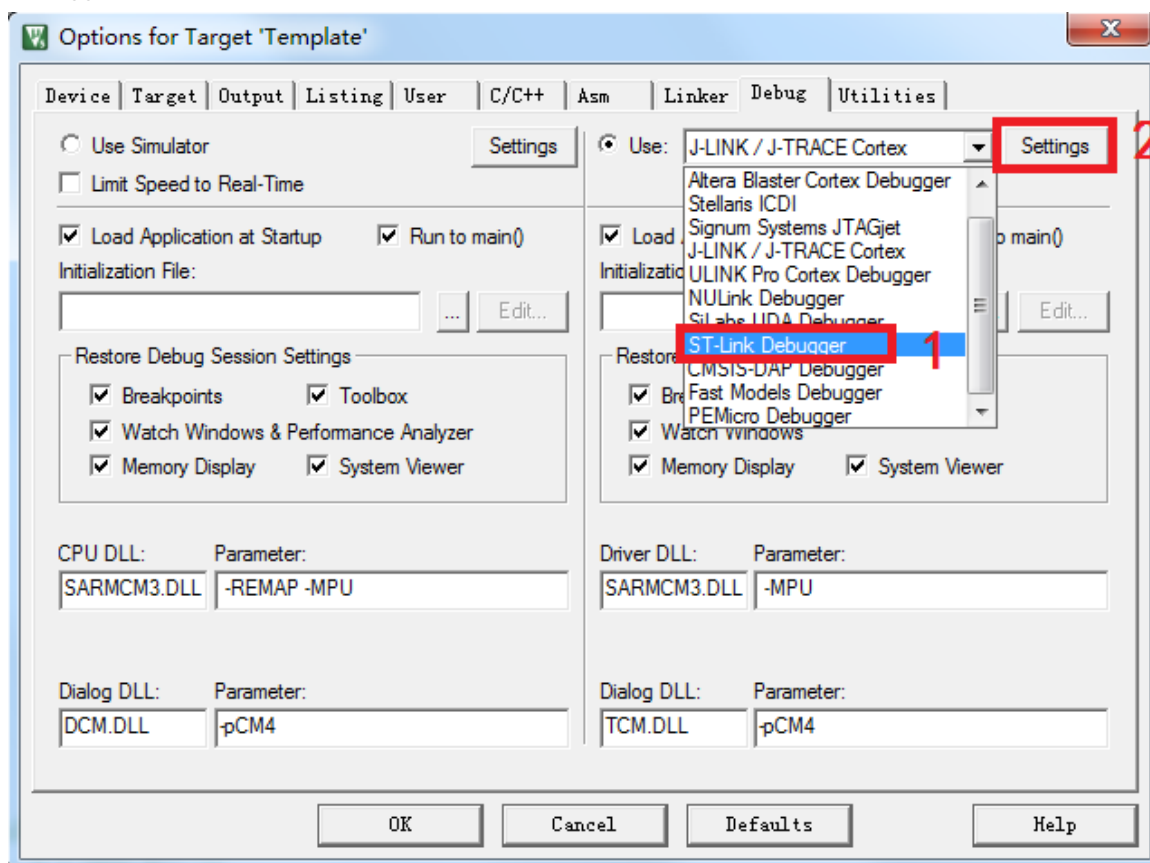 Options for Target 'Template'
Device Target Output Listing User C/C++ Asm Linker Debug Utilities
Use Simulator Settings
Limit Speed to Real-Time
Use: J-LINK / J-TRACE Cortex Settings 2
Altera Blaster Cortex Debugger
Stellaris ICDI
Signum Systems JTAGjet
J-LINK / J-TRACE Cortex
ULINK Pro Cortex Debugger
NULink Debugger
SiLabs UDA Debugger
ST-Link Debugger 1
CMSIS-DAP Debugger
Fast Models Debugger
PEMicro Debugger
Load Application at Startup Run to main()
Initialization File:
... Edit...
Restore Debug Session Settings
Breakpoints Toolbox
Watch Windows & Performance Analyzer
Memory Display System Viewer
Load main()
Edit...
Watch Windows
Memory Display System Viewer
CPU DLL: Parameter:
SARMCM3.DLL -REMAP -MPU
Driver DLL: Parameter:
SARMCM3.DLL -MPU
Dialog DLL: Parameter:
DCM.DLL -pCM4
Dialog DLL: Parameter:
TCM.DLL -pCM4
OK Cancel Defaults Help